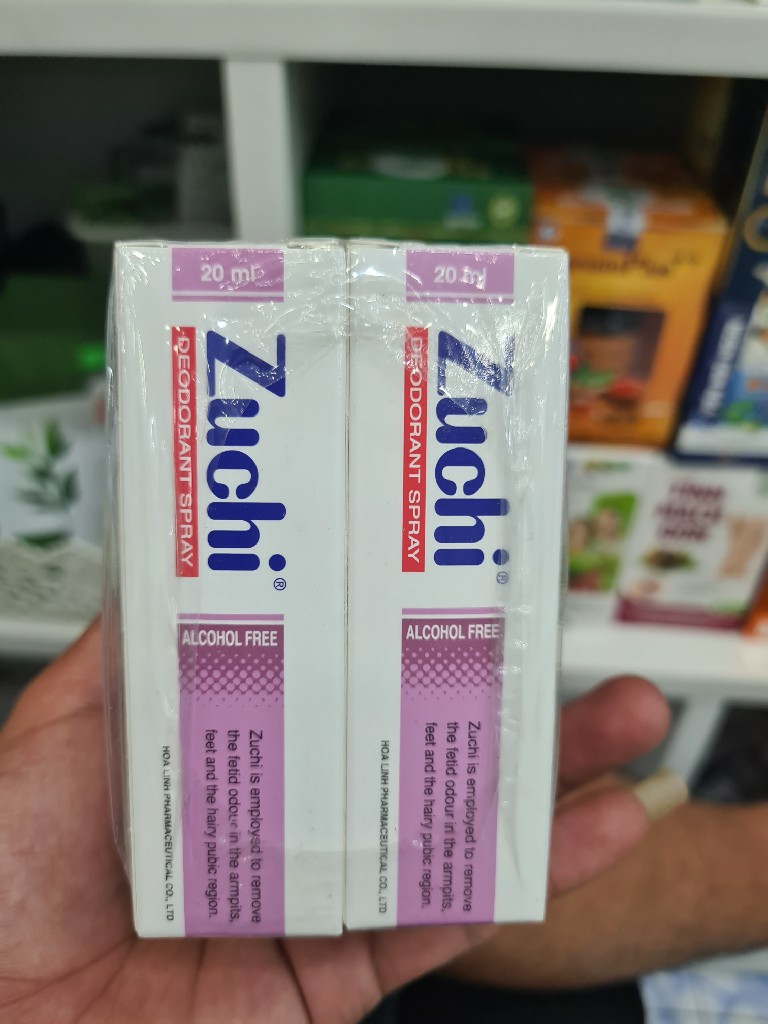 20 ml
Zuchi®
DEODORANT SPRAY
ALCOHOL FREE
Zuchi is employed to remove
the fetid odour in the armpits,
feet and the hairy pubic region.
HOA LINH PHARMACEUTICAL CO., LTD
20 ml
Zuchi®
DEODORANT SPRAY
ALCOHOL FREE
Zuchi is employed to remove
the fetid odour in the armpits,
feet and the hairy pubic region.
HOA LINH PHARMACEUTICAL CO., LTD